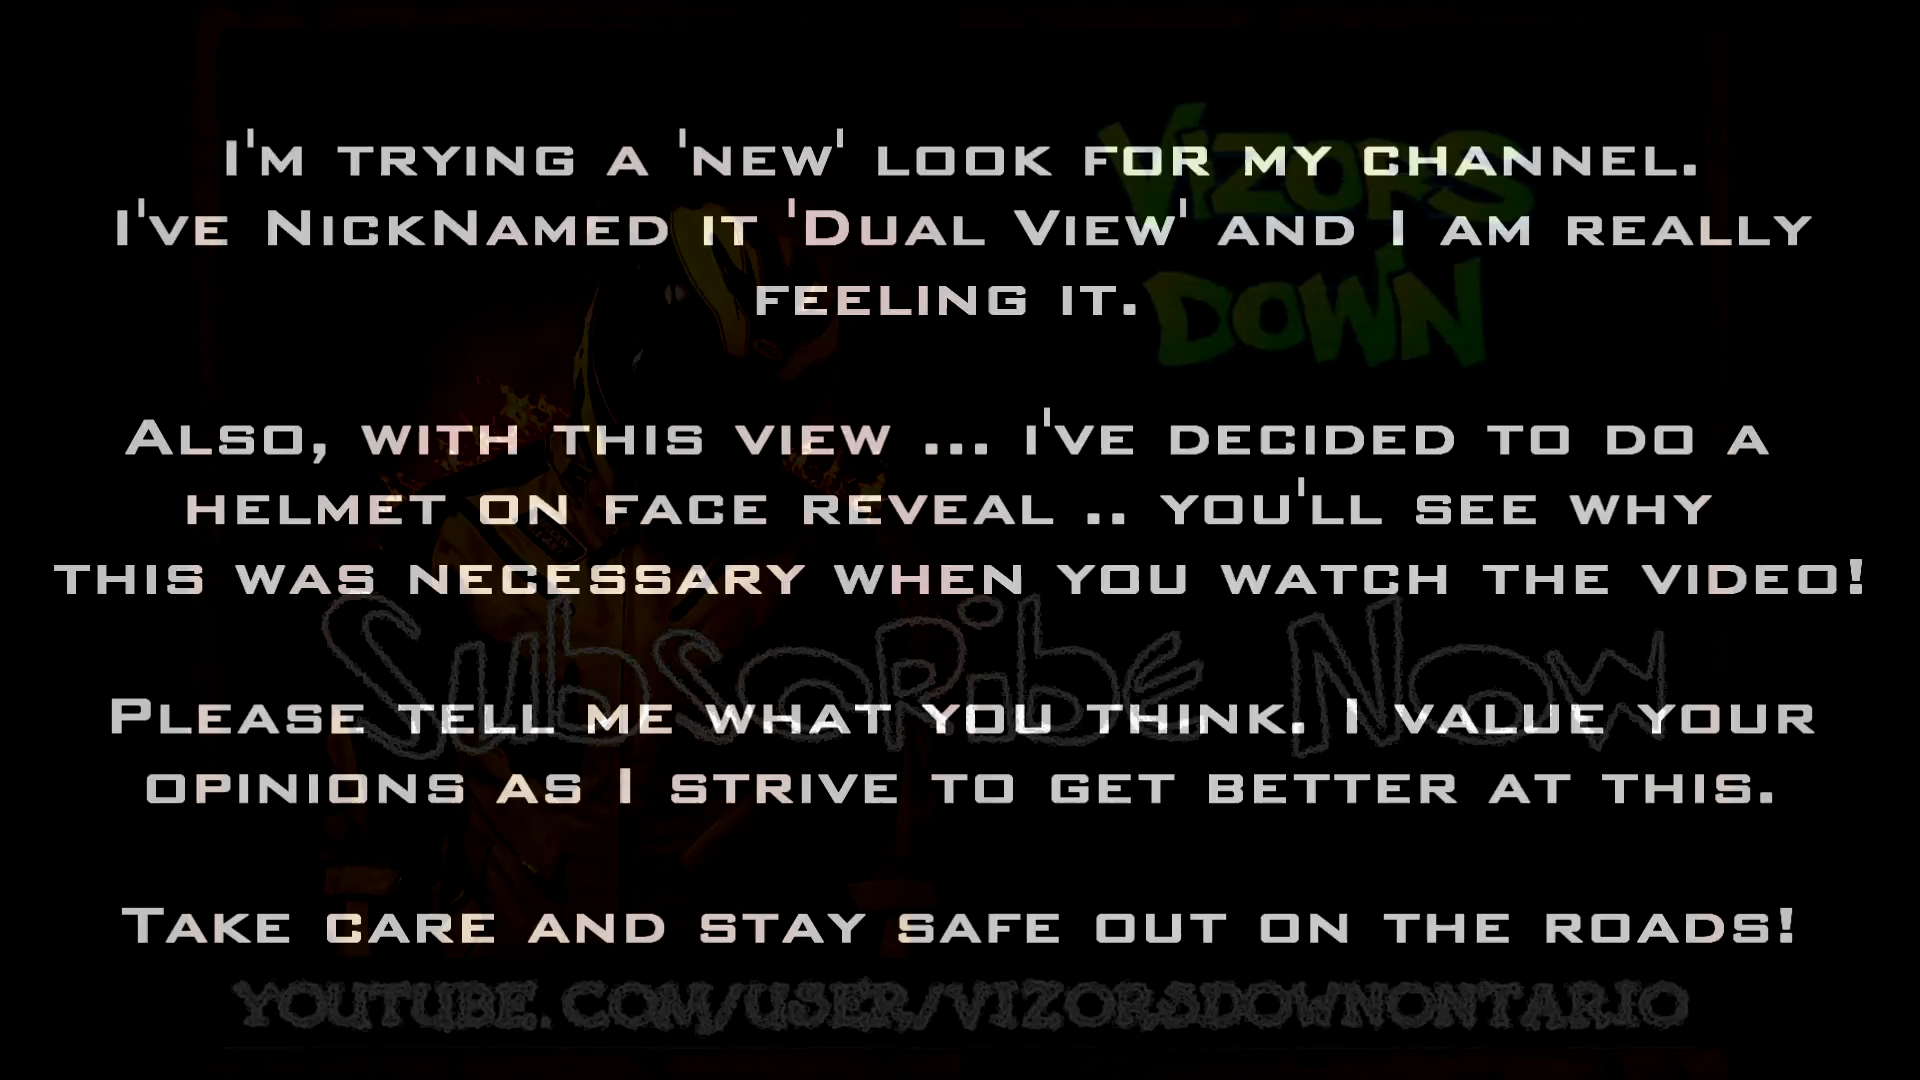 I'm trying a 'new' look for my channel.
I've NickNamed it 'Dual View' and I am really
feeling it.
Vizors
Down
Also, with this view ... i've decided to do a
helmet on face reveal .. you'll see why
this was necessary when you watch the video!
Subscribe Now
Please tell me what you think. I value your
opinions as I strive to get better at this.
Take care and stay safe out on the roads!
YOUTUBE.COM/USER/VIZORSDOWNONTARIO